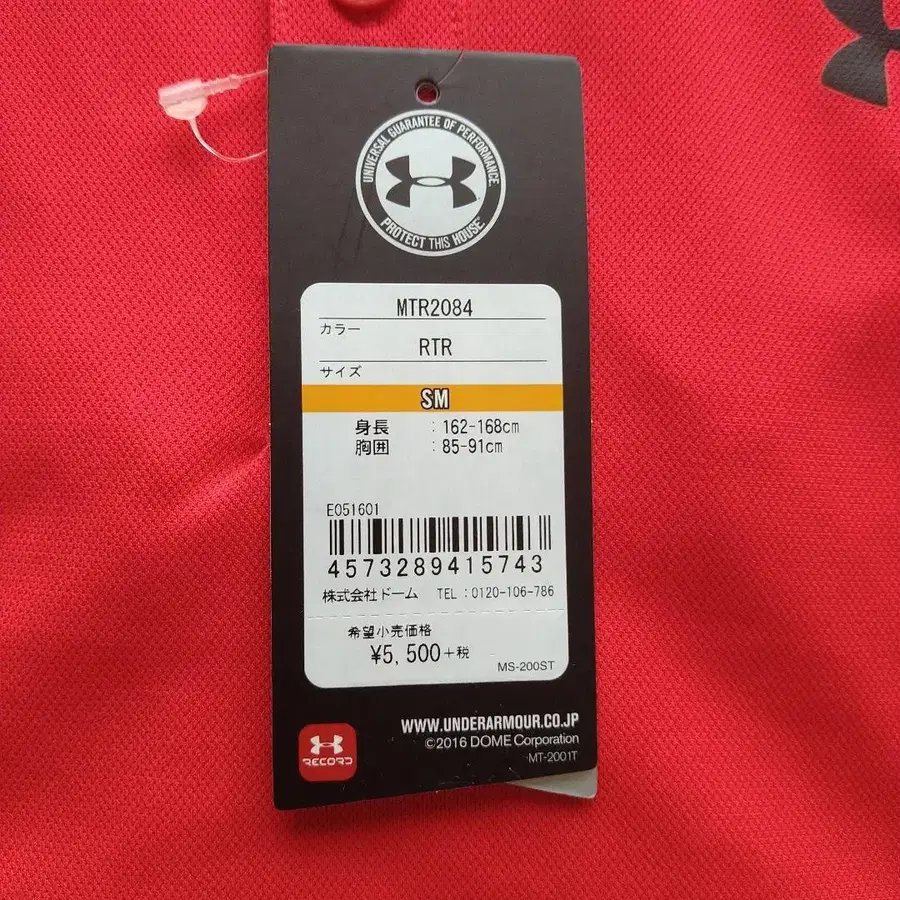 UNIVERSAL GUARANTEE OF PERFORMANCE.
PROTECT THIS HOUSE.
MTR2084
カラー
RTR
サイズ
SM
身長 : 162-168cm
胸囲 : 85-91cm
E051601
4573289415743
株式会社ドーム TEL:0120-106-786
希望小売価格
¥5,500+税
MS-200ST
WWW.UNDERARMOUR.CO.JP
©2016 DOME Corporation
MT-2001T
RECORD